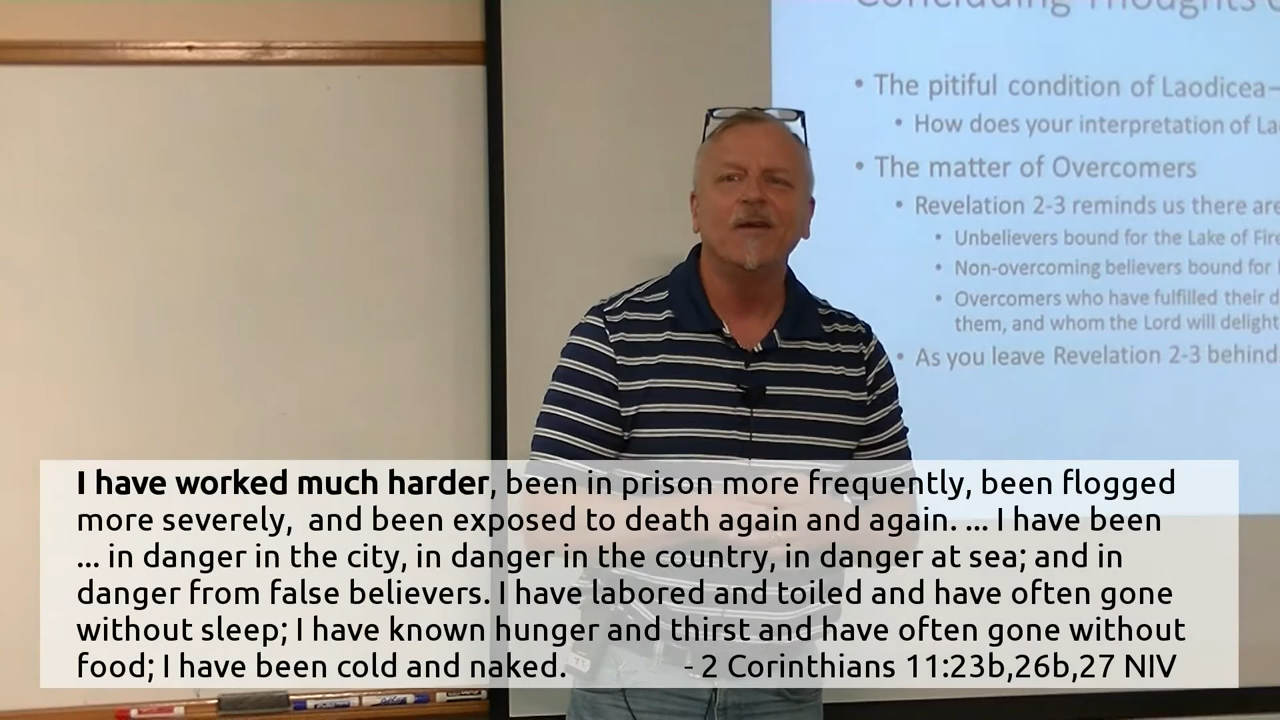 Concluding Thoughts
• The pitiful condition of Laodicea—
• How does your interpretation of La
• The matter of Overcomers
• Revelation 2-3 reminds us there are
• Unbelievers bound for the Lake of Fire
• Non-overcoming believers bound for
• Overcomers who have fulfilled their d
them, and whom the Lord will delight
• As you leave Revelation 2-3 behind
I have worked much harder, been in prison more frequently, been flogged
more severely, and been exposed to death again and again. ... I have been
... in danger in the city, in danger in the country, in danger at sea; and in
danger from false believers. I have labored and toiled and have often gone
without sleep; I have known hunger and thirst and have often gone without
food; I have been cold and naked. - 2 Corinthians 11:23b,26b,27 NIV